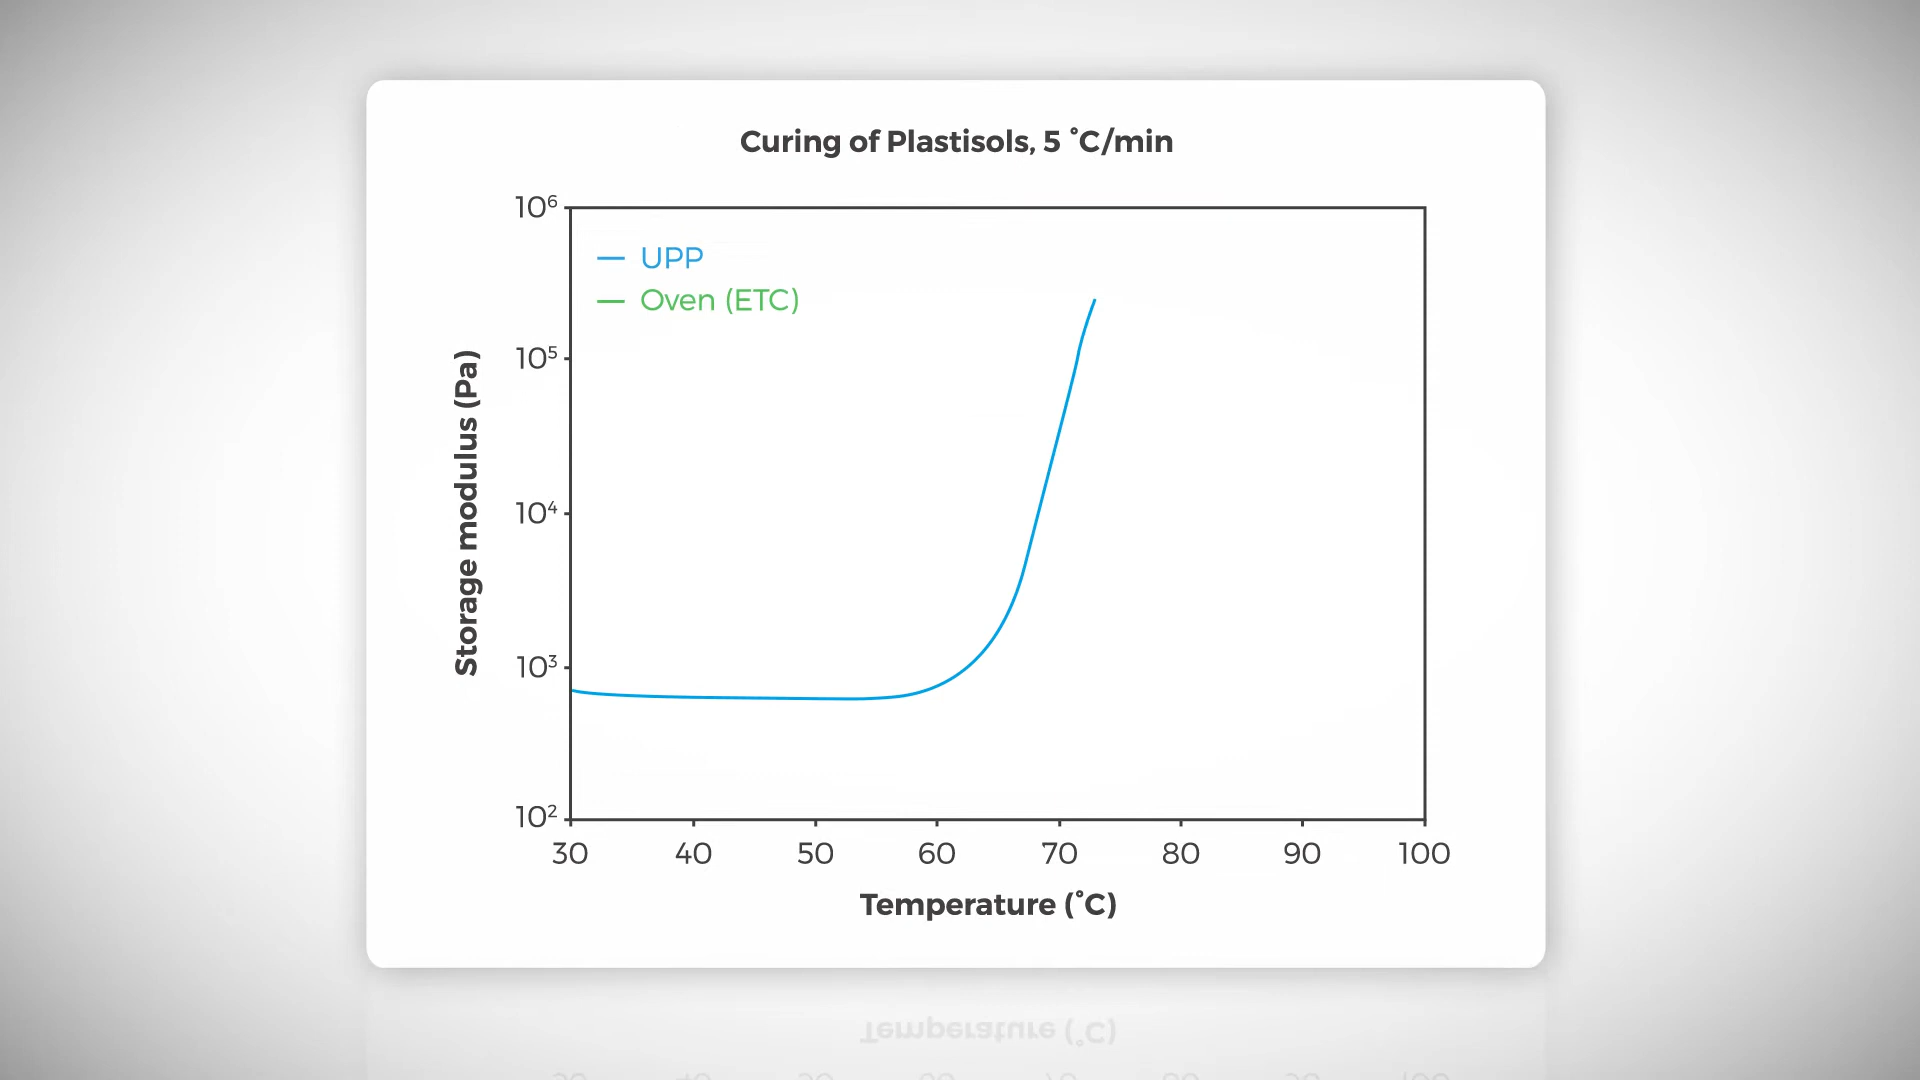 Curing of Plastisols, 5 ˚C/min
10⁶
UPP
Oven (ETC)
10⁵
Storage modulus (Pa)
10⁴
10³
10²
30 40 50 60 70 80 90 100
Temperature (˚C)
Temperature (˚C)